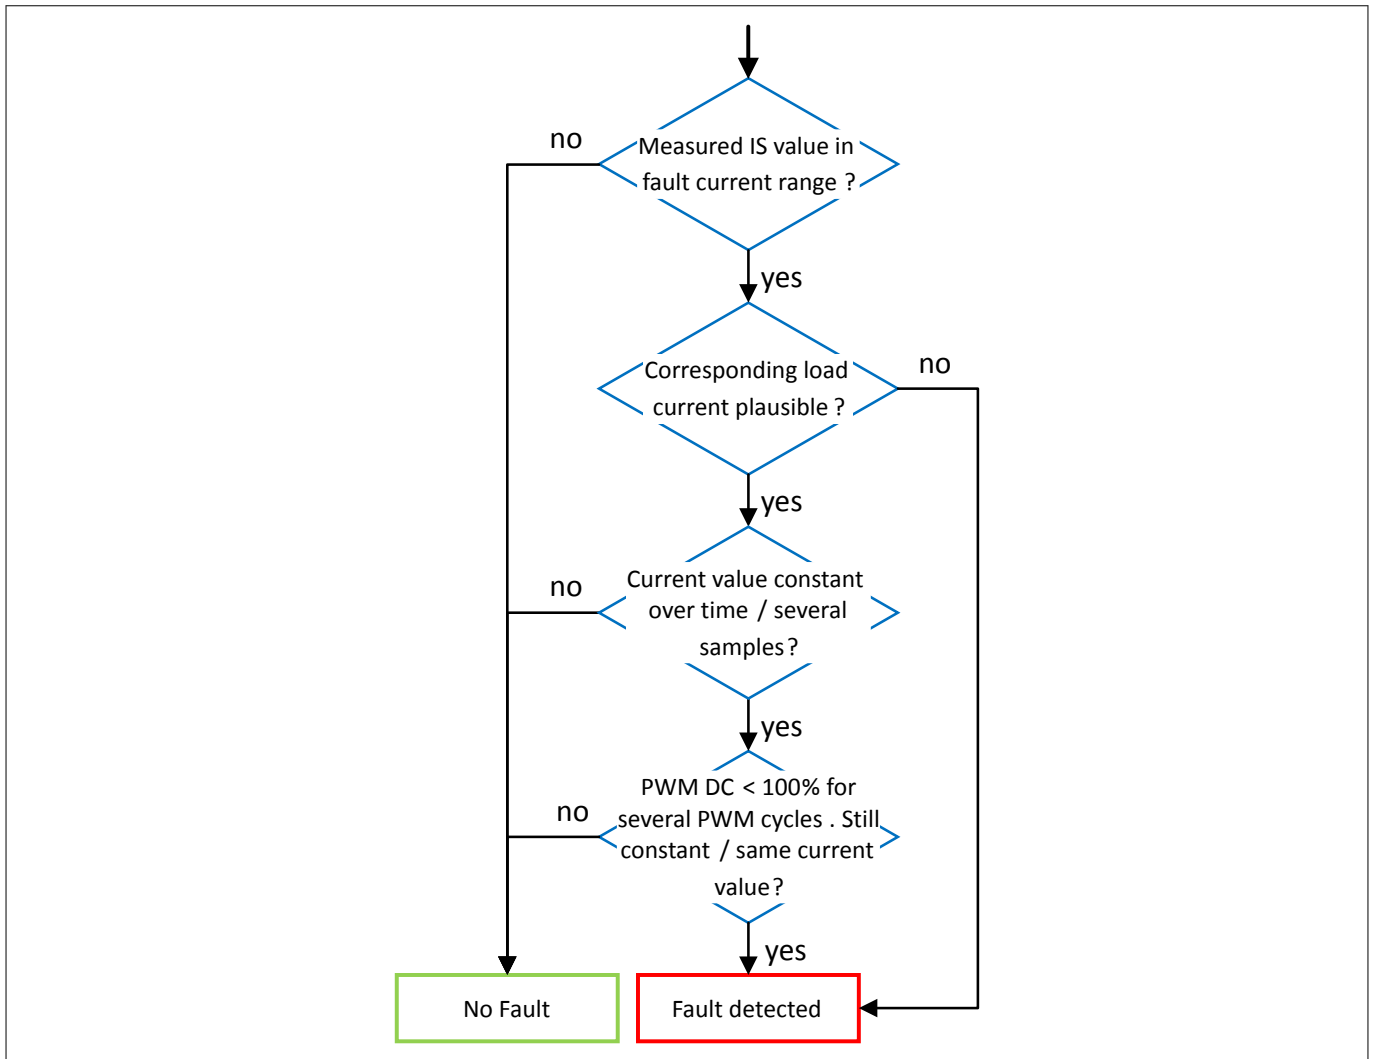 no
Measured IS value in
fault current range ?
yes
Corresponding load
current plausible ?
no
yes
no
Current value constant
over time / several
samples?
yes
no
PWM DC < 100% for
several PWM cycles . Still
constant / same current
value?
yes
No Fault
Fault detected